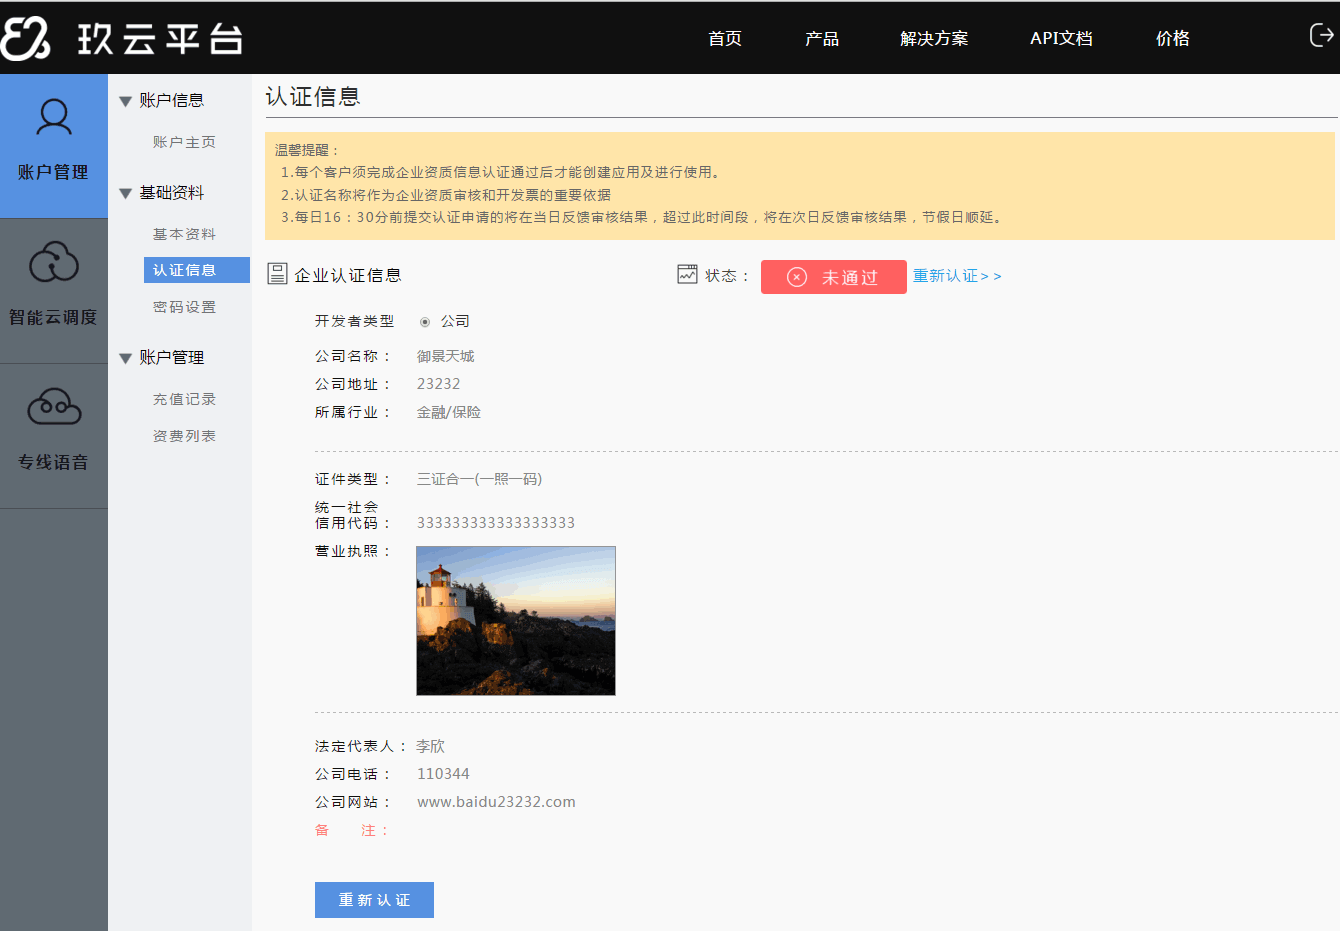 玖云平台
首页
产品
解决方案
API文档
价格
账户管理
智能云调度
专线语音
▼ 账户信息
账户主页
▼ 基础资料
基本资料
认证信息
密码设置
▼ 账户管理
充值记录
资费列表
认证信息
温馨提醒：
1.每个客户须完成企业资质信息认证通过后才能创建应用及进行使用。
2.认证名称将作为企业资质审核和开发票的重要依据
3.每日16：30分前提交认证申请的将在当日反馈审核结果，超过此时间段，将在次日反馈审核结果，节假日顺延。
企业认证信息
状态： 未通过 重新认证>>
开发者类型 公司
公司名称： 御景天城
公司地址： 23232
所属行业： 金融/保险
证件类型： 三证合一(一照一码)
统一社会
信用代码： 333333333333333333
营业执照：
法定代表人： 李欣
公司电话： 110344
公司网站： www.baidu23232.com
备 注：
重新认证